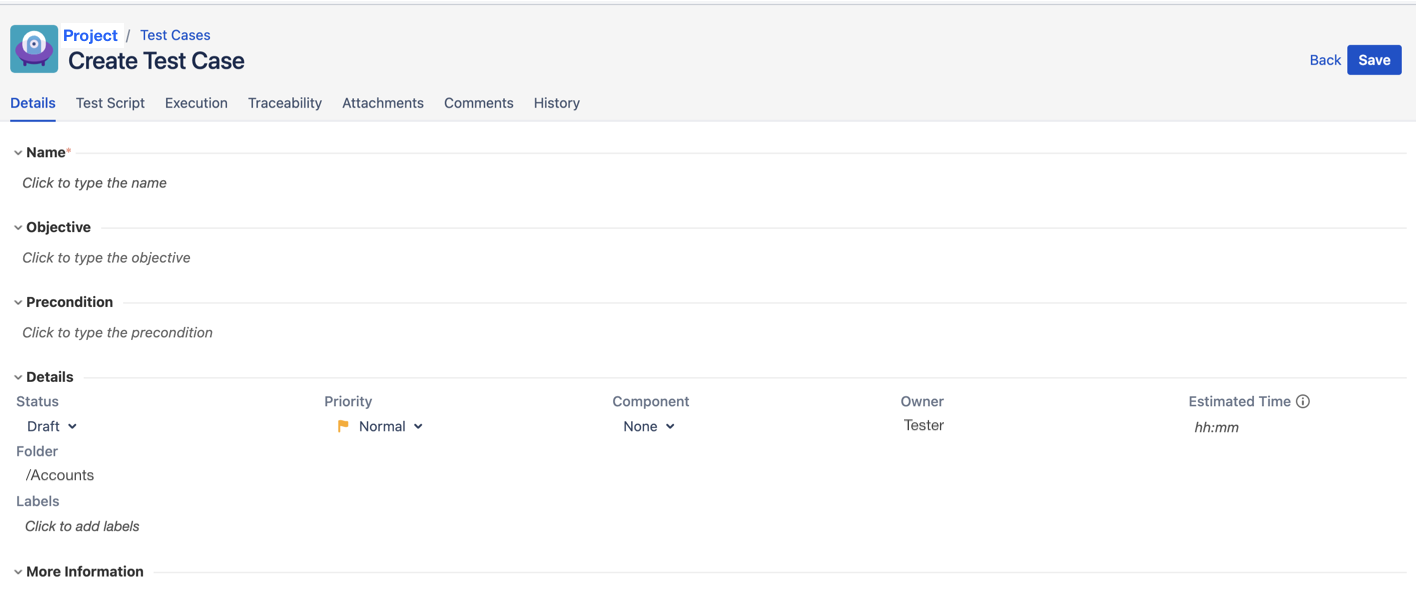 Project / Test Cases
Create Test Case
Back Save
Details Test Script Execution Traceability Attachments Comments History
Name*
Click to type the name
Objective
Click to type the objective
Precondition
Click to type the precondition
Details
Status Priority Component Owner Estimated Time
Draft Normal None Tester hh:mm
Folder
/Accounts
Labels
Click to add labels
More Information